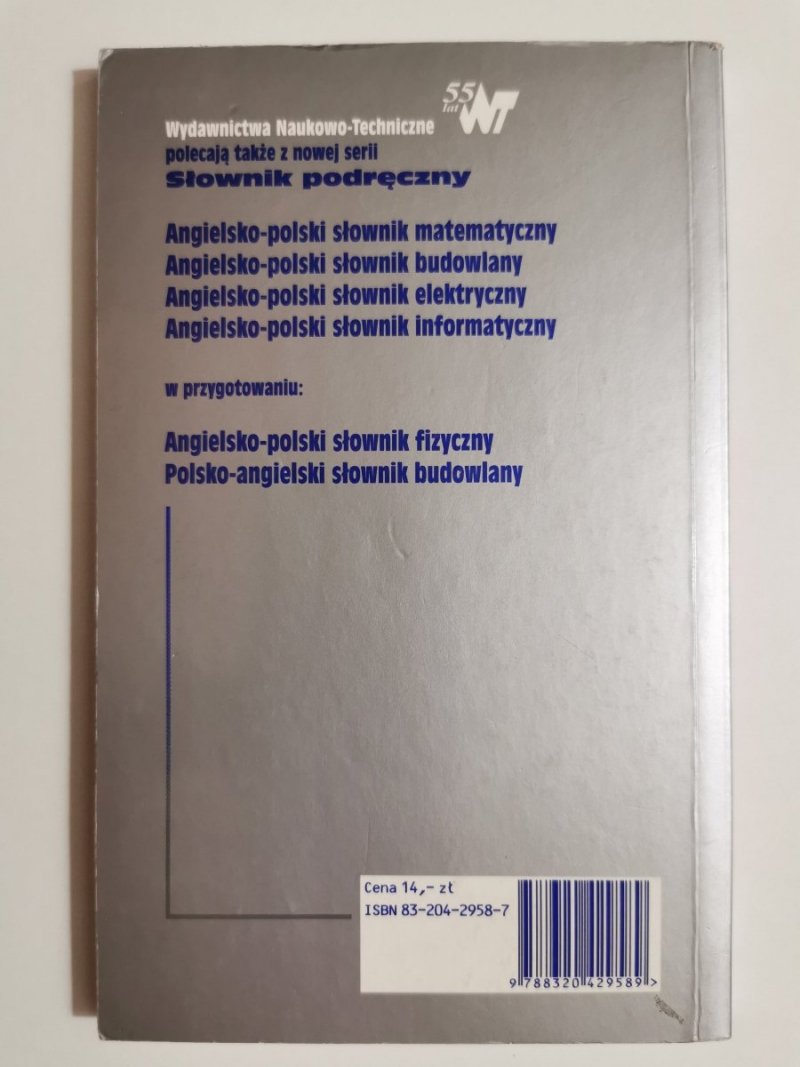 55
lat
WNT
Wydawnictwa Naukowo-Techniczne
polecają także z nowej serii
Słownik podręczny
Angielsko-polski słownik matematyczny
Angielsko-polski słownik budowlany
Angielsko-polski słownik elektryczny
Angielsko-polski słownik informatyczny
w przygotowaniu:
Angielsko-polski słownik fizyczny
Polsko-angielski słownik budowlany
Cena 14,- zł
ISBN 83-204-2958-7
9 788320 429589 >